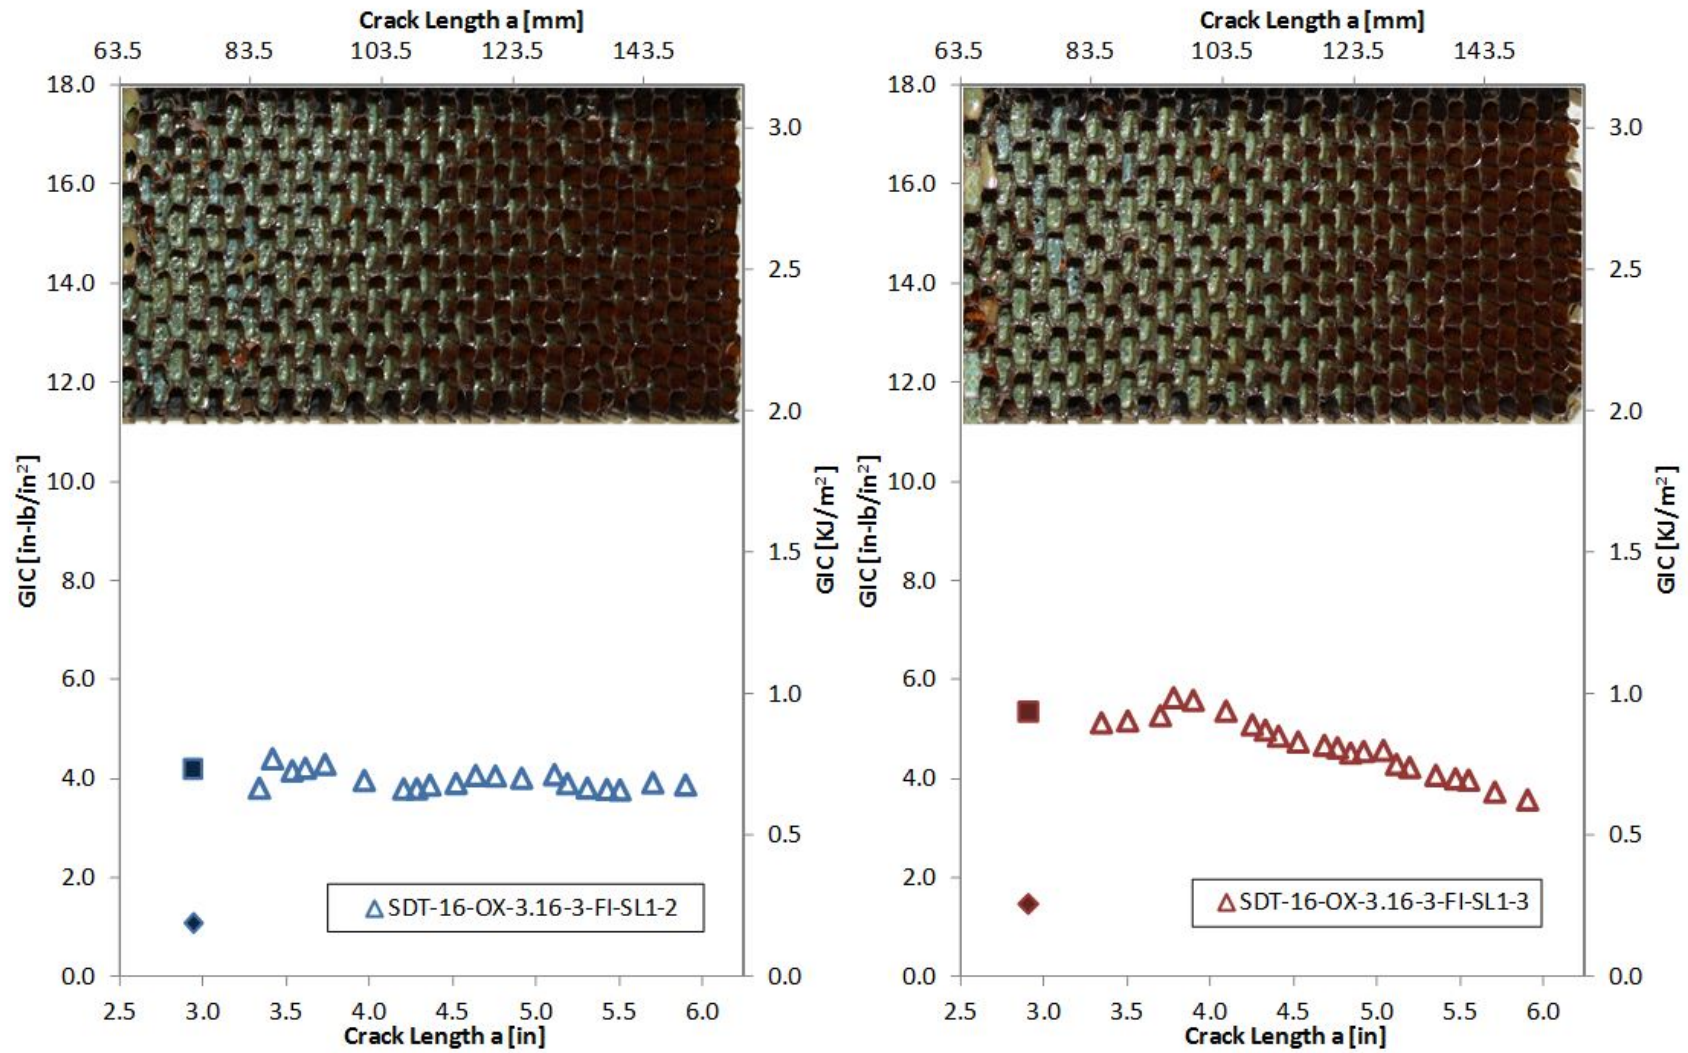 Crack Length a [mm]
63.5 83.5 103.5 123.5 143.5
18.0
16.0
14.0
12.0
10.0
8.0
6.0
4.0
2.0
0.0
GIC [in-lb/in²]
3.0
2.5
2.0
1.5
1.0
0.5
0.0
GIC [KJ/m²]
SDT-16-OX-3.16-3-FI-SL1-2
2.5 3.0 3.5 4.0 4.5 5.0 5.5 6.0
Crack Length a [in]
Crack Length a [mm]
63.5 83.5 103.5 123.5 143.5
18.0
16.0
14.0
12.0
10.0
8.0
6.0
4.0
2.0
0.0
GIC [in-lb/in²]
3.0
2.5
2.0
1.5
1.0
0.5
0.0
GIC [KJ/m²]
SDT-16-OX-3.16-3-FI-SL1-3
2.5 3.0 3.5 4.0 4.5 5.0 5.5 6.0
Crack Length a [in]